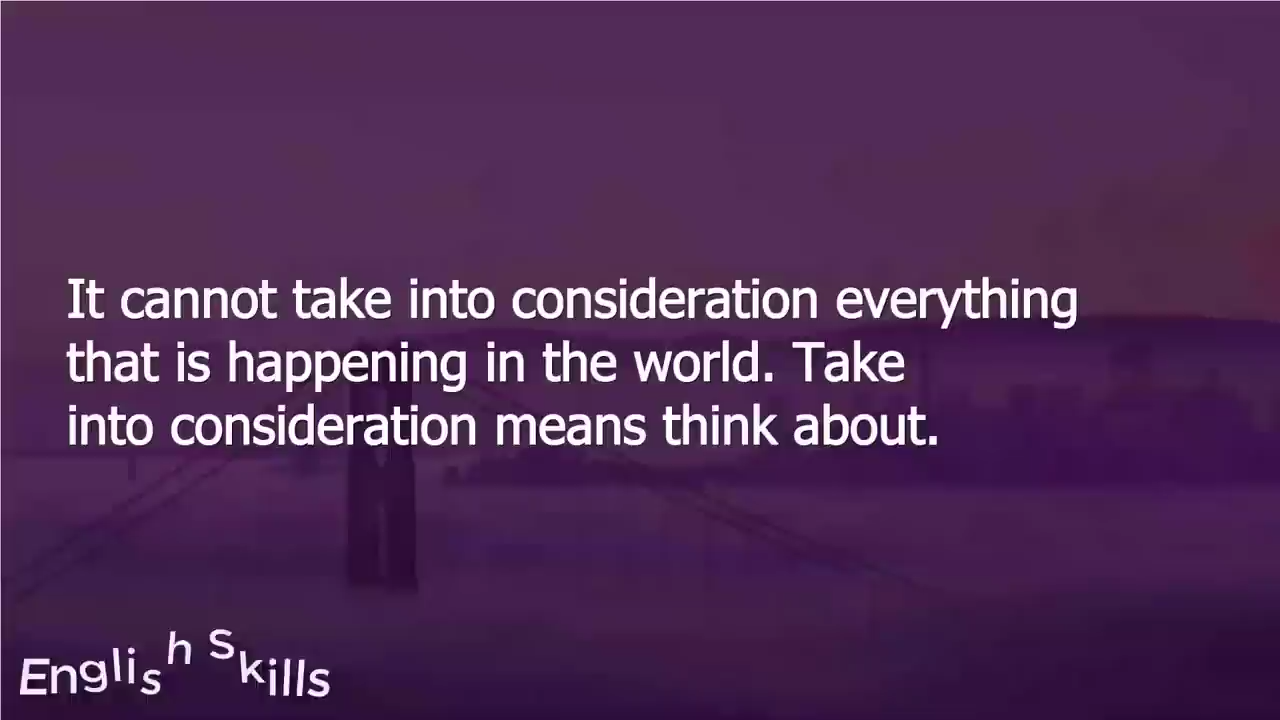 It cannot take into consideration everything
that is happening in the world. Take
into consideration means think about.
English Skills